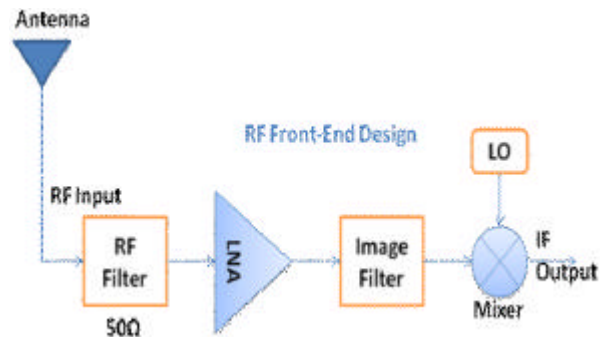 Antenna
RF Front-End Design
LO
RF Input
RF
Filter
LNA
Image
Filter
IF
Output
Mixer
50Ω